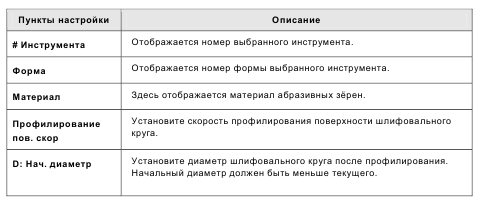 Пункты настройки Описание
# Инструмента Отображается номер выбранного инструмента.
Форма Отображается номер формы выбранного инструмента.
Материал Здесь отображается материал абразивных зёрен.
Профилирование
пов. скор
Установите скорость профилирования поверхности шлифовального
круга.
D: Нач. диаметр
Установите диаметр шлифовального круга после профилирования.
Начальный диаметр должен быть меньше текущего.